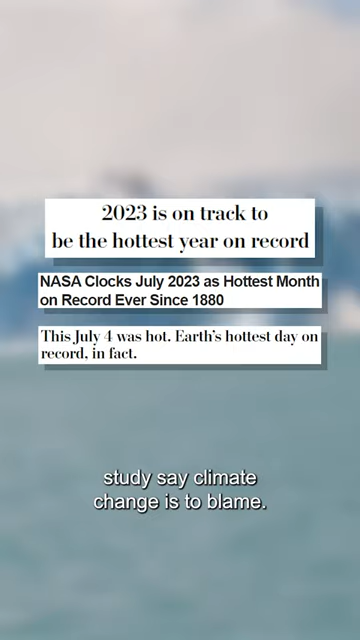 2023 is on track to
be the hottest year on record
NASA Clocks July 2023 as Hottest Month
on Record Ever Since 1880
This July 4 was hot. Earth's hottest day on
record, in fact.
study say climate
change is to blame.